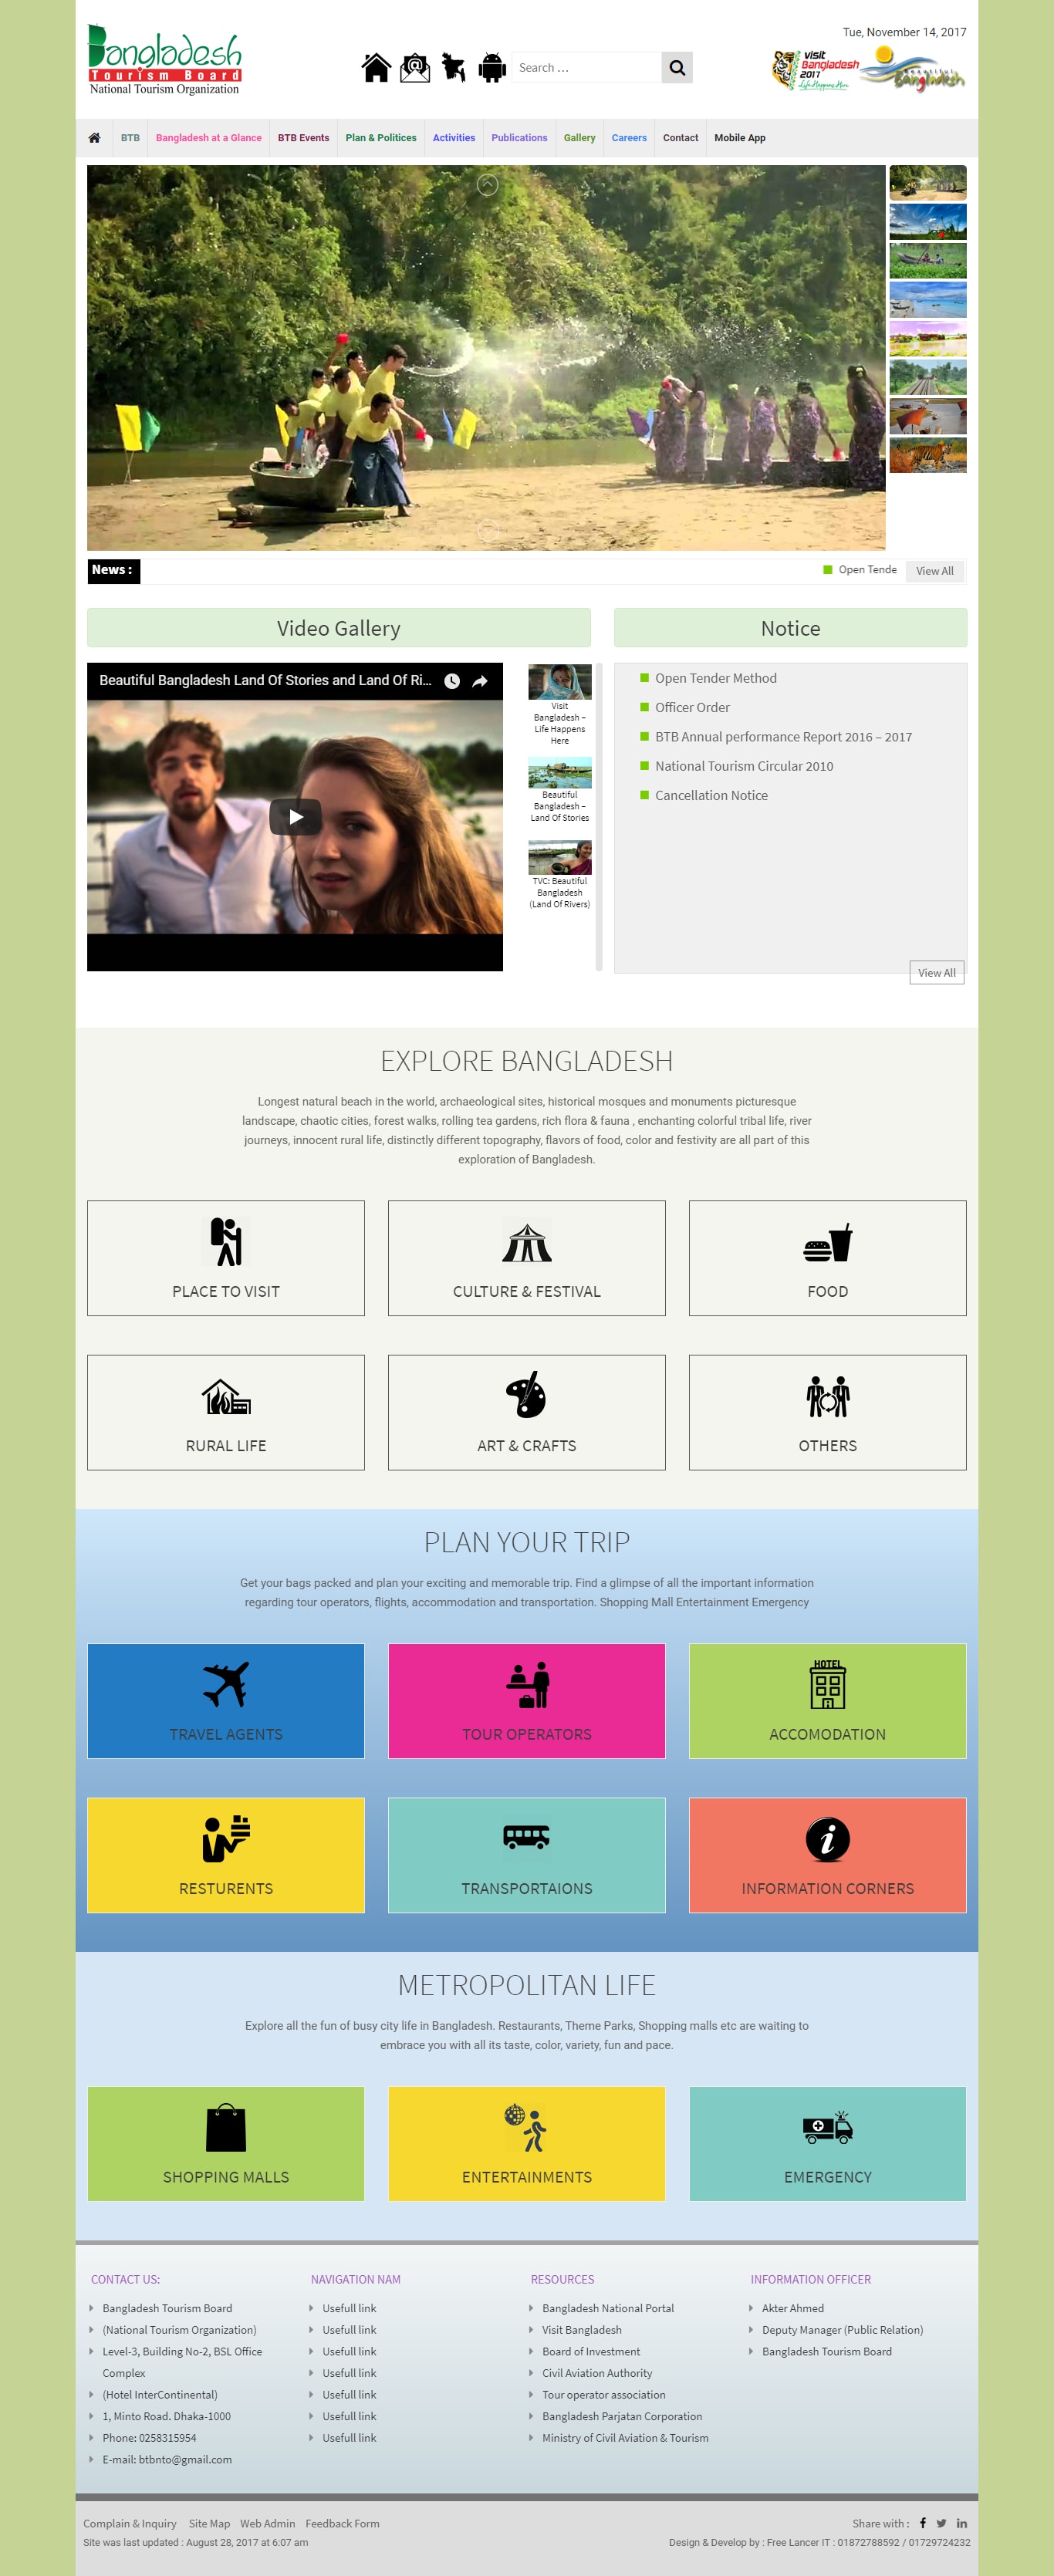 Bangladesh
Tourism Board
National Tourism Organization
Search ...
Tue, November 14, 2017
visit
Bangladesh
2017
Life Happens Here
Beautiful
Bangladesh
BTB
Bangladesh at a Glance
BTB Events
Plan & Politices
Activities
Publications
Gallery
Careers
Contact
Mobile App
News :
Open Tende
View All
Video Gallery
Beautiful Bangladesh Land Of Stories and Land Of Ri...
Visit
Bangladesh –
Life Happens
Here
Beautiful
Bangladesh –
Land Of Stories
TVC: Beautiful
Bangladesh
(Land Of Rivers)
Notice
Open Tender Method
Officer Order
BTB Annual performance Report 2016 – 2017
National Tourism Circular 2010
Cancellation Notice
View All
EXPLORE BANGLADESH
Longest natural beach in the world, archaeological sites, historical mosques and monuments picturesque
landscape, chaotic cities, forest walks, rolling tea gardens, rich flora & fauna , enchanting colorful tribal life, river
journeys, innocent rural life, distinctly different topography, flavors of food, color and festivity are all part of this
exploration of Bangladesh.
PLACE TO VISIT
CULTURE & FESTIVAL
FOOD
RURAL LIFE
ART & CRAFTS
OTHERS
PLAN YOUR TRIP
Get your bags packed and plan your exciting and memorable trip. Find a glimpse of all the important information
regarding tour operators, flights, accommodation and transportation. Shopping Mall Entertainment Emergency
TRAVEL AGENTS
TOUR OPERATORS
HOTEL
ACCOMODATION
RESTURENTS
TRANSPORTAIONS
INFORMATION CORNERS
METROPOLITAN LIFE
Explore all the fun of busy city life in Bangladesh. Restaurants, Theme Parks, Shopping malls etc are waiting to
embrace you with all its taste, color, variety, fun and pace.
SHOPPING MALLS
ENTERTAINMENTS
EMERGENCY
CONTACT US:
Bangladesh Tourism Board
(National Tourism Organization)
Level-3, Building No-2, BSL Office
Complex
(Hotel InterContinental)
1, Minto Road. Dhaka-1000
Phone: 0258315954
E-mail: btbnto@gmail.com
NAVIGATION NAM
Usefull link
Usefull link
Usefull link
Usefull link
Usefull link
Usefull link
Usefull link
RESOURCES
Bangladesh National Portal
Visit Bangladesh
Board of Investment
Civil Aviation Authority
Tour operator association
Bangladesh Parjatan Corporation
Ministry of Civil Aviation & Tourism
INFORMATION OFFICER
Akter Ahmed
Deputy Manager (Public Relation)
Bangladesh Tourism Board
Complain & Inquiry Site Map Web Admin Feedback Form
Share with :
Site was last updated : August 28, 2017 at 6:07 am
Design & Develop by : Free Lancer IT : 01872788592 / 01729724232